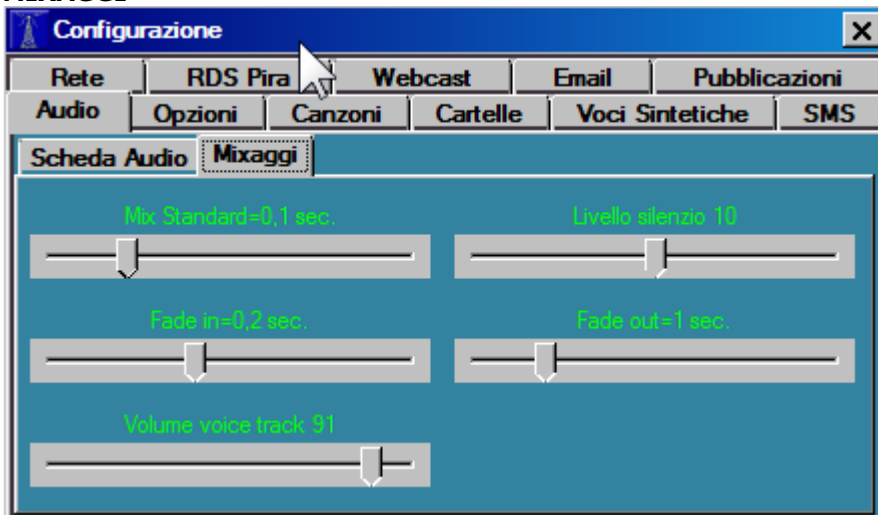 Configurazione
Rete RDS Pira Webcast Email Pubblicazioni
Audio Opzioni Canzoni Cartelle Voci Sintetiche SMS
Scheda Audio Mixaggi
Mix Standard=0,1 sec. Livello silenzio 10
Fade in=0,2 sec. Fade out=1 sec.
Volume voice track 91